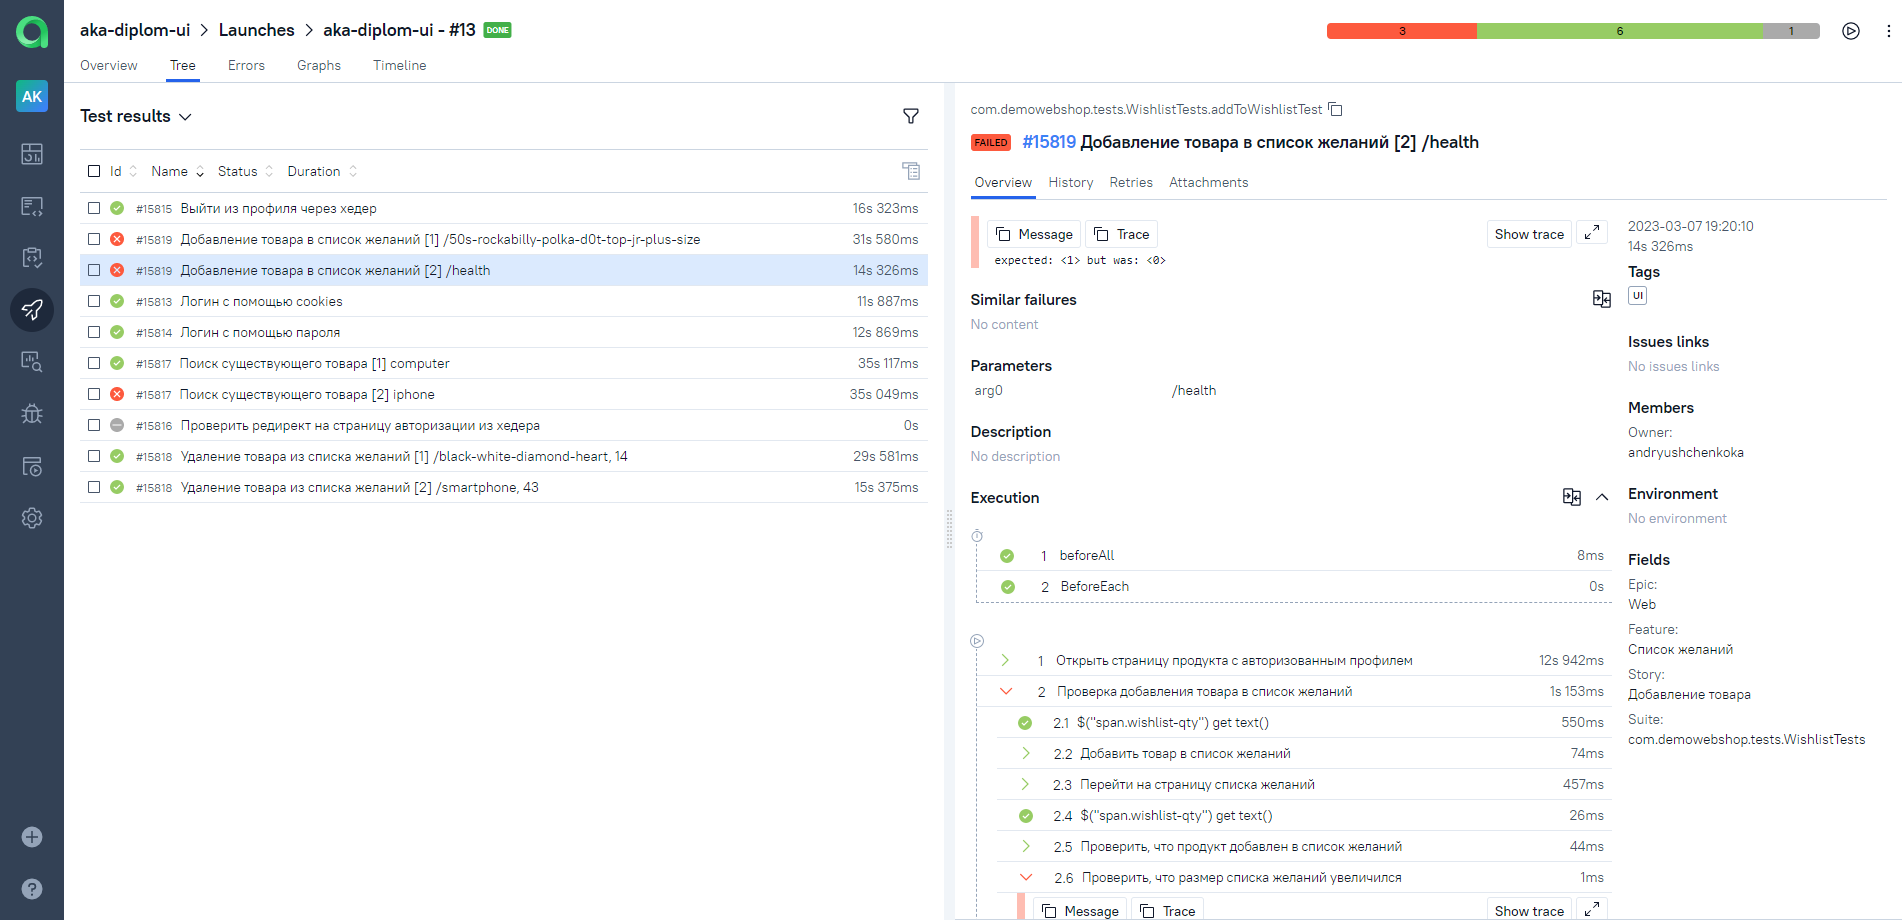 aka-diplom-ui > Launches > aka-diplom-ui - #13 DONE
3 6 1
AK
Overview Tree Errors Graphs Timeline
Test results
Id Name Status Duration
#15815 Выйти из профиля через хедер 16s 323ms
#15819 Добавление товара в список желаний [1] /50s-rockabilly-polka-d0t-top-jr-plus-size 31s 580ms
#15819 Добавление товара в список желаний [2] /health 14s 326ms
#15813 Логин с помощью cookies 11s 887ms
#15814 Логин с помощью пароля 12s 869ms
#15817 Поиск существующего товара [1] computer 35s 117ms
#15817 Поиск существующего товара [2] iphone 35s 049ms
#15816 Проверить редирект на страницу авторизации из хедера 0s
#15818 Удаление товара из списка желаний [1] /black-white-diamond-heart, 14 29s 581ms
#15818 Удаление товара из списка желаний [2] /smartphone, 43 15s 375ms
com.demowebshop.tests.WishlistTests.addToWishlistTest
FAILED #15819 Добавление товара в список желаний [2] /health
Overview History Retries Attachments
Message Trace Show trace
expected: <1> but was: <0>
Similar failures
No content
Parameters
arg0 /health
Description
No description
Execution
1 beforeAll 8ms
2 BeforeEach 0s
1 Открыть страницу продукта с авторизованным профилем 12s 942ms
2 Проверка добавления товара в список желаний 1s 153ms
2.1 $("span.wishlist-qty") get text() 550ms
2.2 Добавить товар в список желаний 74ms
2.3 Перейти на страницу списка желаний 457ms
2.4 $("span.wishlist-qty") get text() 26ms
2.5 Проверить, что продукт добавлен в список желаний 44ms
2.6 Проверить, что размер списка желаний увеличился 1ms
Message Trace Show trace
2023-03-07 19:20:10
14s 326ms
Tags
UI
Issues links
No issues links
Members
Owner:
andryushchenkoka
Environment
No environment
Fields
Epic:
Web
Feature:
Список желаний
Story:
Добавление товара
Suite:
com.demowebshop.tests.WishlistTests